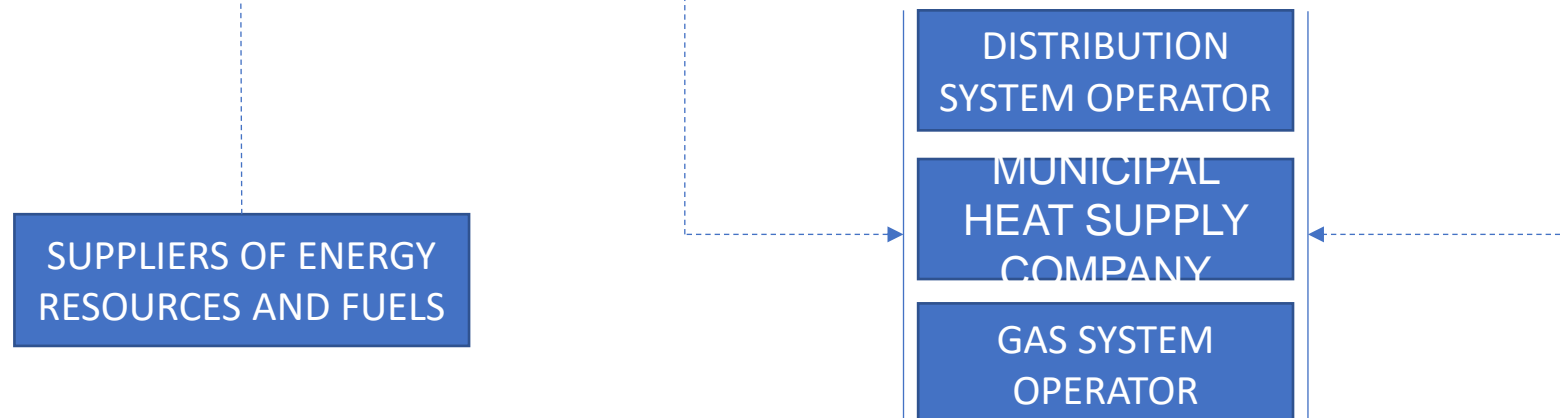 DISTRIBUTION
SYSTEM OPERATOR
MUNICIPAL
HEAT SUPPLY
COMPANY
SUPPLIERS OF ENERGY
RESOURCES AND FUELS
GAS SYSTEM
OPERATOR